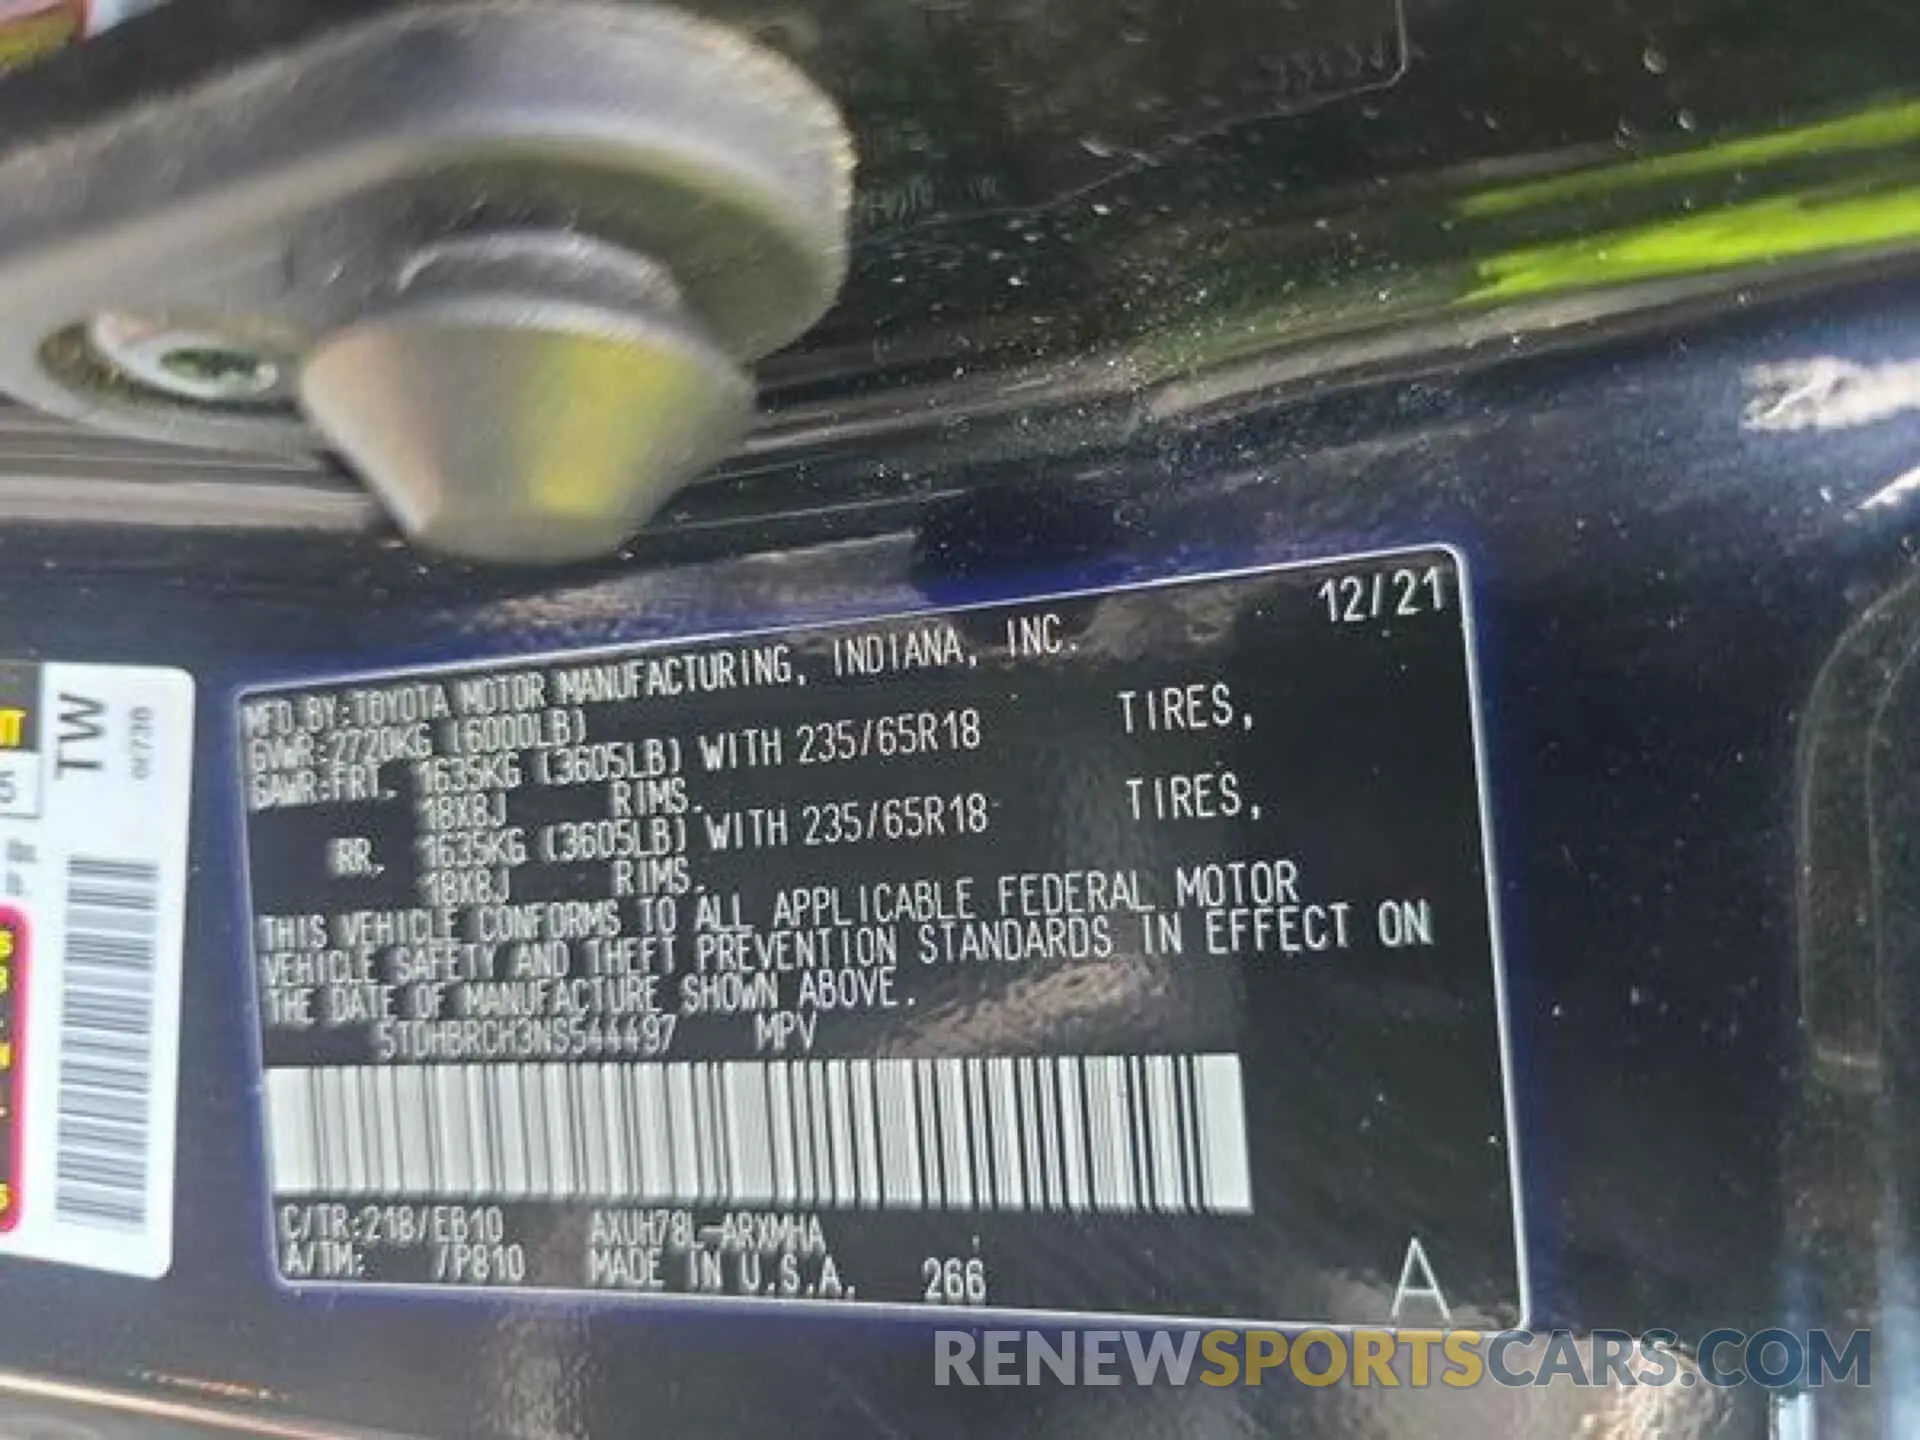 12/21
MFD.BY:TOYOTA MOTOR MANUFACTURING, INDIANA, INC.
GVWR:2720KG (6000LB)
GAWR:FRT. 1635KG (3605LB) WITH 235/65R18 TIRES,
18X8J RIMS.
RR. 1635KG (3605LB) WITH 235/65R18 TIRES,
18X8J RIMS.
THIS VEHICLE CONFORMS TO ALL APPLICABLE FEDERAL MOTOR
VEHICLE SAFETY AND THEFT PREVENTION STANDARDS IN EFFECT ON
THE DATE OF MANUFACTURE SHOWN ABOVE.
5TDHBRCH3NS544497 MPV
C/TR:218/EB10 AXUH78L-ARXMHA
A/TM: /P810 MADE IN U.S.A. 266
A
TW
RENEWSPORTSCARS.COM